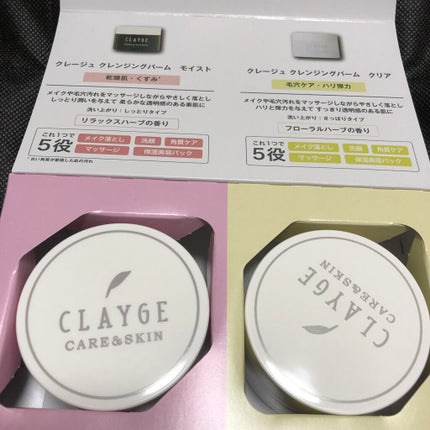 CLAYGE
クレージュ クレンジングバーム モイスト
乾燥肌・くすみ*
メイクや毛穴汚れをマッサージしながらやさしく落とし
しっとり潤いを与えて 柔らかな透明感のある素肌に
洗い上がり:しっとりタイプ
リラックスハーブの香り
これ1つで
5役
メイク落とし 洗顔 角質ケア
マッサージ 保湿美容パック
*古い角質が蓄積した肌の汚れ
クレージュ クレンジングバーム クリア
毛穴ケア・ハリ弾力
メイクや毛穴汚れをマッサージしながらやさしく落とし
ハリと弾力を与えて すっきり透明感のある素肌に
洗い上がり:さっぱりタイプ
フローラルハーブの香り
これ1つで
5役
メイク落とし 洗顔 角質ケア
マッサージ 保湿美容パック
CLAYGE
CARE&SKIN
CLAYGE
CARE&SKIN